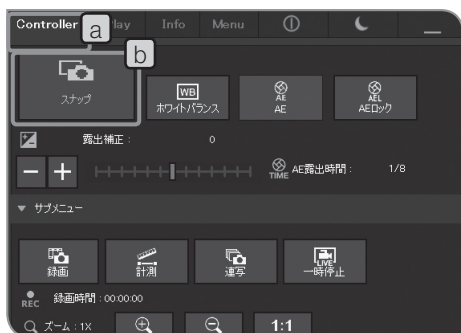 Controller a Play Info Menu
b
スナップ
WB
ホワイトバランス
AE
AE
AEL
AEロック
露出補正： 0
TIME AE露出時間： 1/8
▼ サブメニュー
録画
計測
連写
LIVE
一時停止
REC 録画時間：00:00:00
ズーム：1X 1:1